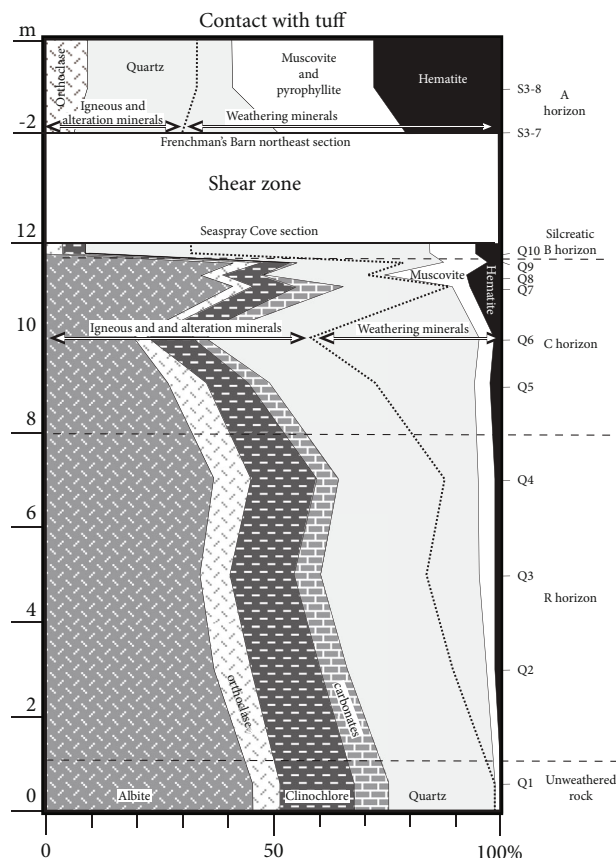 Contact with tuff
m
Orthoclase
Quartz
Muscovite
and
pyrophyllite
Hematite
S3-8
A
horizon
Igneous and
alteration minerals
Weathering minerals
-2
S3-7
Frenchman's Barn northeast section
Shear zone
Seaspray Cove section
12
Silcreatic
B horizon
Q10
Q9
Q8
Q7
Muscovite
Hematite
10
Igneous and and alteration minerals
Weathering minerals
Q6
C horizon
Q5
8
Q4
6
Q3
R horizon
4
Q2
orthoclase
carbonates
2
Q1
Unweathered
rock
0
Albite
Clinochlore
Quartz
0
50
100%